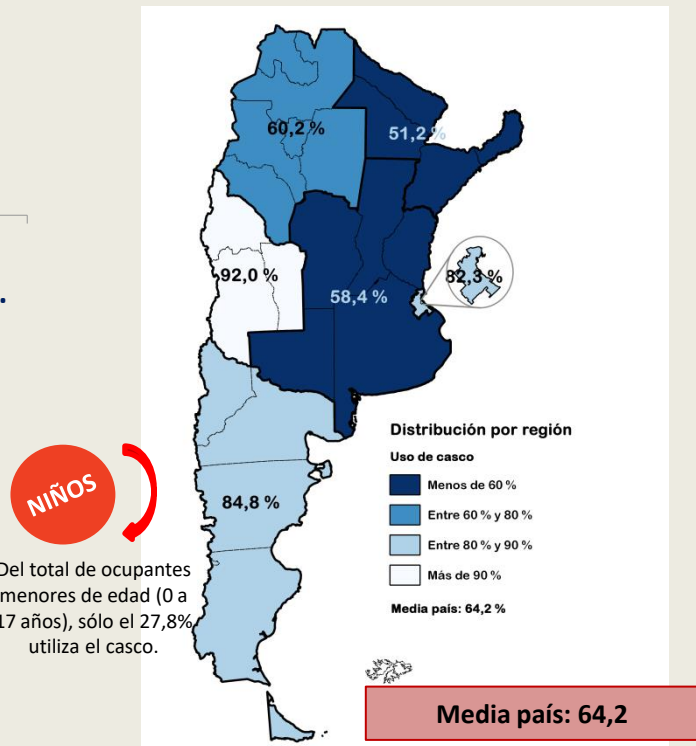 60,2 %
51,2 %
92,0 %
58,4 %
82,3 %
84,8 %
Distribución por región
Uso de casco
Menos de 60 %
Entre 60 % y 80 %
Entre 80 % y 90 %
Más de 90 %
Media país: 64,2 %
NIÑOS
Del total de ocupantes
menores de edad (0 a
17 años), sólo el 27,8%
utiliza el casco.
Media país: 64,2